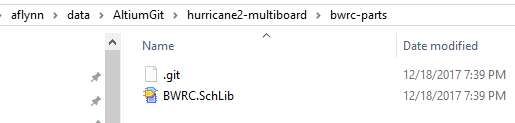 aflynn › data › AltiumGit › hurricane2-multiboard › bwrc-parts
Name Date modified
.git 12/18/2017 7:39 PM
BWRC.SchLib 12/18/2017 7:39 PM